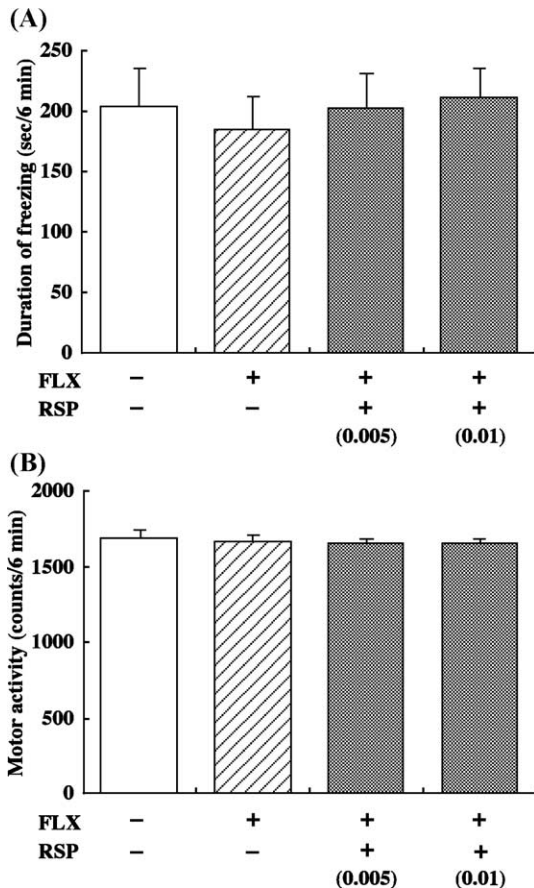 (A)
Duration of freezing (sec/6 min)
250
200
150
100
50
0
FLX − + + +
RSP − − + +
(0.005) (0.01)
(B)
Motor activity (counts/6 min)
2000
1500
1000
500
0
FLX − + + +
RSP − − + +
(0.005) (0.01)